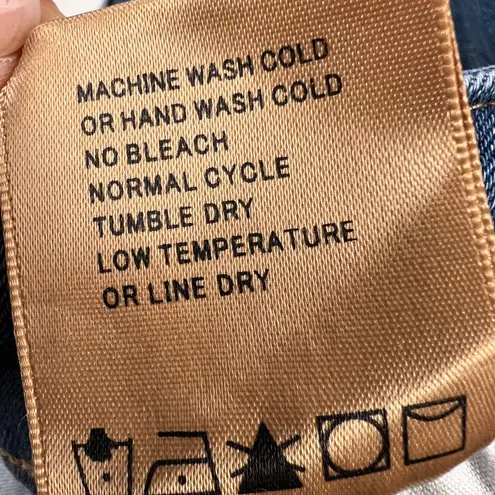 MACHINE WASH COLD
OR HAND WASH COLD
NO BLEACH
NORMAL CYCLE
TUMBLE DRY
LOW TEMPERATURE
OR LINE DRY